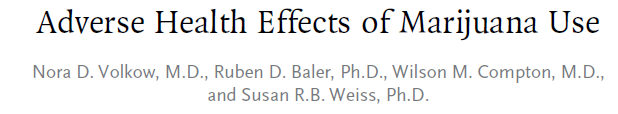 Adverse Health Effects of Marijuana Use
Nora D. Volkow, M.D., Ruben D. Baler, Ph.D., Wilson M. Compton, M.D.,
and Susan R.B. Weiss, Ph.D.